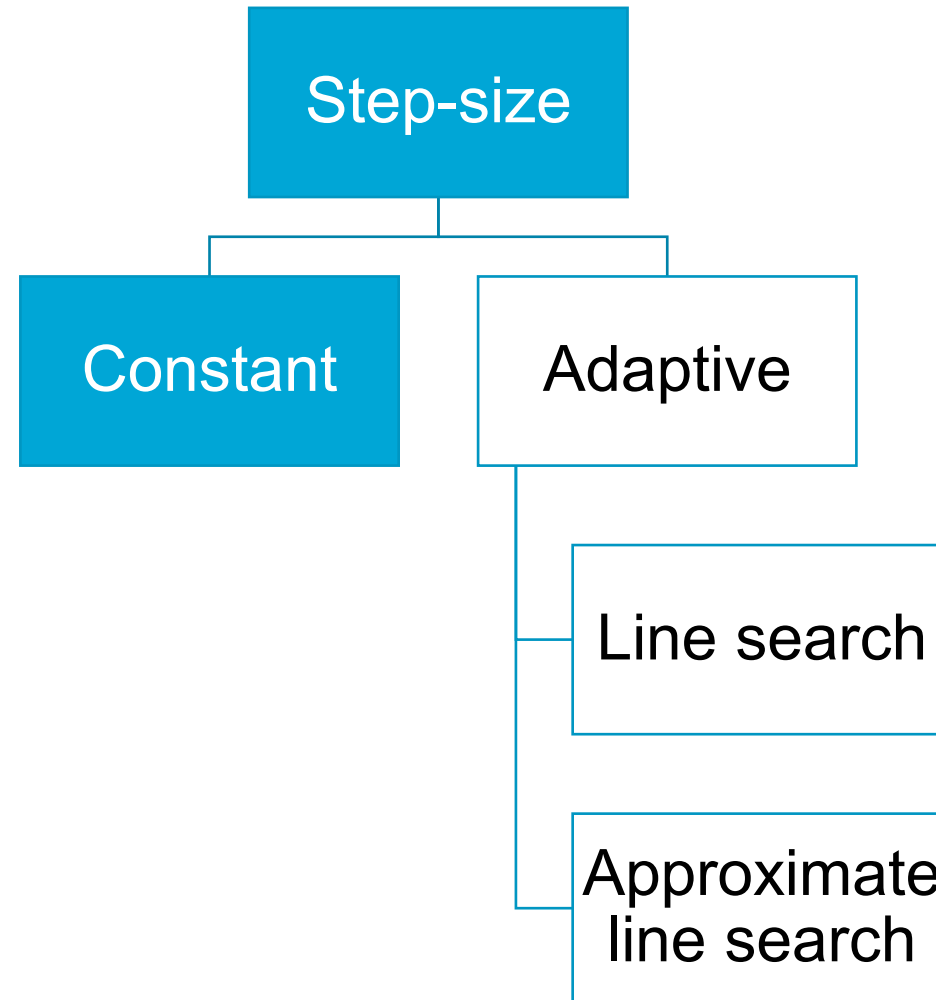 Step-size
Constant
Adaptive
Line search
Approximate
line search